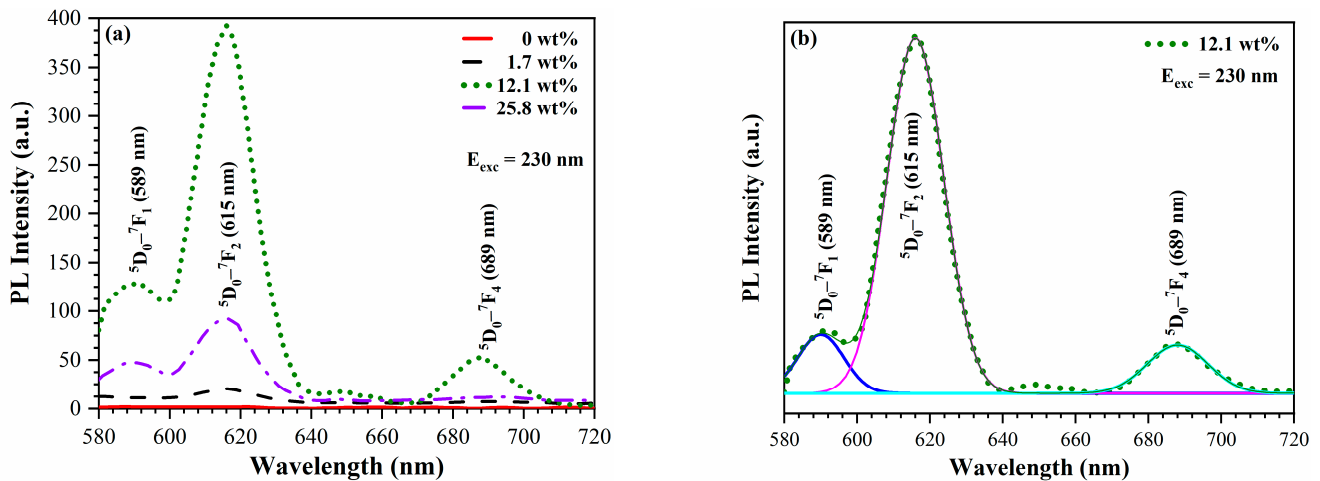 (a)
0 wt%
1.7 wt%
12.1 wt%
25.8 wt%
E_exc = 230 nm
⁵D₀–⁷F₁ (589 nm)
⁵D₀–⁷F₂ (615 nm)
⁵D₀–⁷F₄ (689 nm)
PL Intensity (a.u.)
400
350
300
250
200
150
100
50
0
580 600 620 640 660 680 700 720
Wavelength (nm)
(b)
12.1 wt%
E_exc = 230 nm
⁵D₀–⁷F₁ (589 nm)
⁵D₀–⁷F₂ (615 nm)
⁵D₀–⁷F₄ (689 nm)
PL Intensity (a.u.)
580 600 620 640 660 680 700 720
Wavelength (nm)